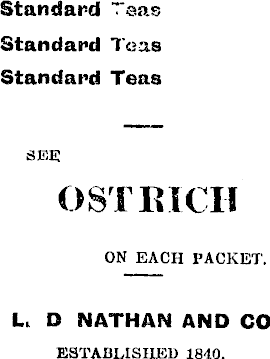 Standard Teas
Standard Teas
Standard Teas
SEE
OSTRICH
ON EACH PACKET.
L. D NATHAN AND CO
ESTABLISHED 1840.